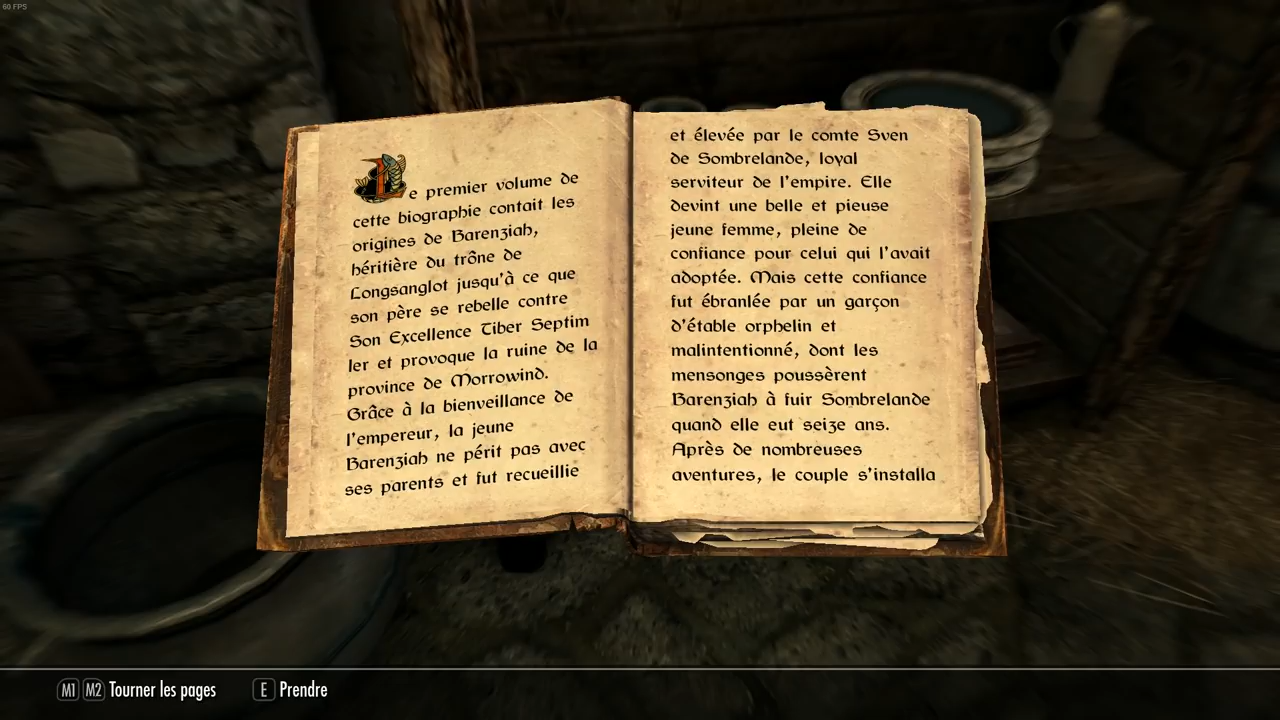 60 FPS
Le premier volume de
cette biographie contait les
origines de Barenziah,
héritière du trône de
Longsanglot jusqu'à ce que
son père se rebelle contre
Son Excellence Tiber Septim
Ier et provoque la ruine de la
province de Morrowind.
Grâce à la bienveillance de
l'empereur, la jeune
Barenziah ne périt pas avec
ses parents et fut recueillie
et élevée par le comte Sven
de Sombrelande, loyal
serviteur de l'empire. Elle
devint une belle et pieuse
jeune femme, pleine de
confiance pour celui qui l'avait
adoptée. Mais cette confiance
fut ébranlée par un garçon
d'étable orphelin et
malintentionné, dont les
mensonges poussèrent
Barenziah à fuir Sombrelande
quand elle eut seize ans.
Après de nombreuses
aventures, le couple s'installa
M1 M2 Tourner les pages E Prendre